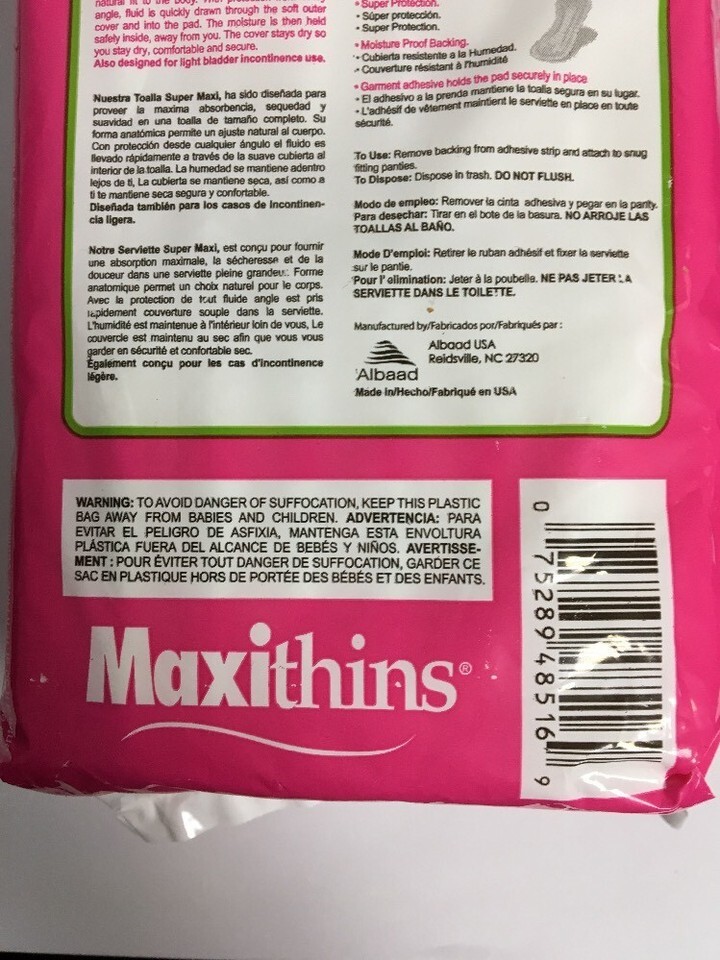 natural fit to the body. With protection from every
angle, fluid is quickly drawn through the soft outer
cover and into the pad. The moisture is then held
safely inside, away from you. The cover stays dry so
you stay dry, comfortable and secure.
Also designed for light bladder incontinence use.
Nuestra Toalla Super Maxi, ha sido diseñada para
proveer la maxima absorbencia, sequedad y
suavidad en una toalla de tamaño completo. Su
forma anatómica permite un ajuste natural al cuerpo.
Con protección desde cualquier ángulo el fluido es
llevado rápidamente a través de la suave cubierta al
interior de la toalla. La humedad se mantiene adentro
lejos de ti, La cubierta se mantiene seca, así como a
ti te mantiene seca segura y confortable.
Diseñada también para los casos de Incontinen-
cia ligera.
Notre Serviette Super Maxi, est conçu pour fournir
une absorption maximale, la sécheresse et de la
douceur dans une serviette pleine grandeur. Forme
anatomique permet un choix naturel pour le corps.
Avec la protection de tout fluide angle est pris
rapidement couverture souple dans la serviette.
L'humidité est maintenue à l'intérieur loin de vous, Le
couvercle est maintenu au sec afin que vous vous
garder en sécurité et confortable sec.
Également conçu pour les cas d'incontinence
légère.
• Super Protection.
• Súper protección.
• Super Protection.
• Moisture Proof Backing.
• Cubierta resistente a la Humedad.
• Couverture résistant à l'humidité
• Garment adhesive holds the pad securely in place
• El adhesivo a la prenda mantiene la toalla segura en su lugar.
• L'adhésif de vêtement maintient le serviette en place en toute
sécurité.
To Use: Remove backing from adhesive strip and attach to snug
fitting panties.
To Dispose: Dispose in trash. DO NOT FLUSH.
Modo de empleo: Remover la cinta adhesiva y pegar en la panty.
Para desechar: Tirar en el bote de la basura. NO ARROJE LAS
TOALLAS AL BAÑO.
Mode D'emploi: Retirer le ruban adhésif et fixer la serviette
sur le pantie.
Pour l' elimination: Jeter à la poubelle. NE PAS JETER LA
SERVIETTE DANS LE TOILETTE.
Manufactured by/Fabricados por/Fabriqués par :
Albaad USA
Reidsville, NC 27320
Albaad
Made in/Hecho/Fabriqué en USA
WARNING: TO AVOID DANGER OF SUFFOCATION, KEEP THIS PLASTIC
BAG AWAY FROM BABIES AND CHILDREN. ADVERTENCIA: PARA
EVITAR EL PELIGRO DE ASFIXIA, MANTENGA ESTA ENVOLTURA
PLÁSTICA FUERA DEL ALCANCE DE BEBÉS Y NIÑOS. AVERTISSE-
MENT : POUR ÉVITER TOUT DANGER DE SUFFOCATION, GARDER CE
SAC EN PLASTIQUE HORS DE PORTÉE DES BÉBÉS ET DES ENFANTS.
Maxithins®
0 75289 48516 9